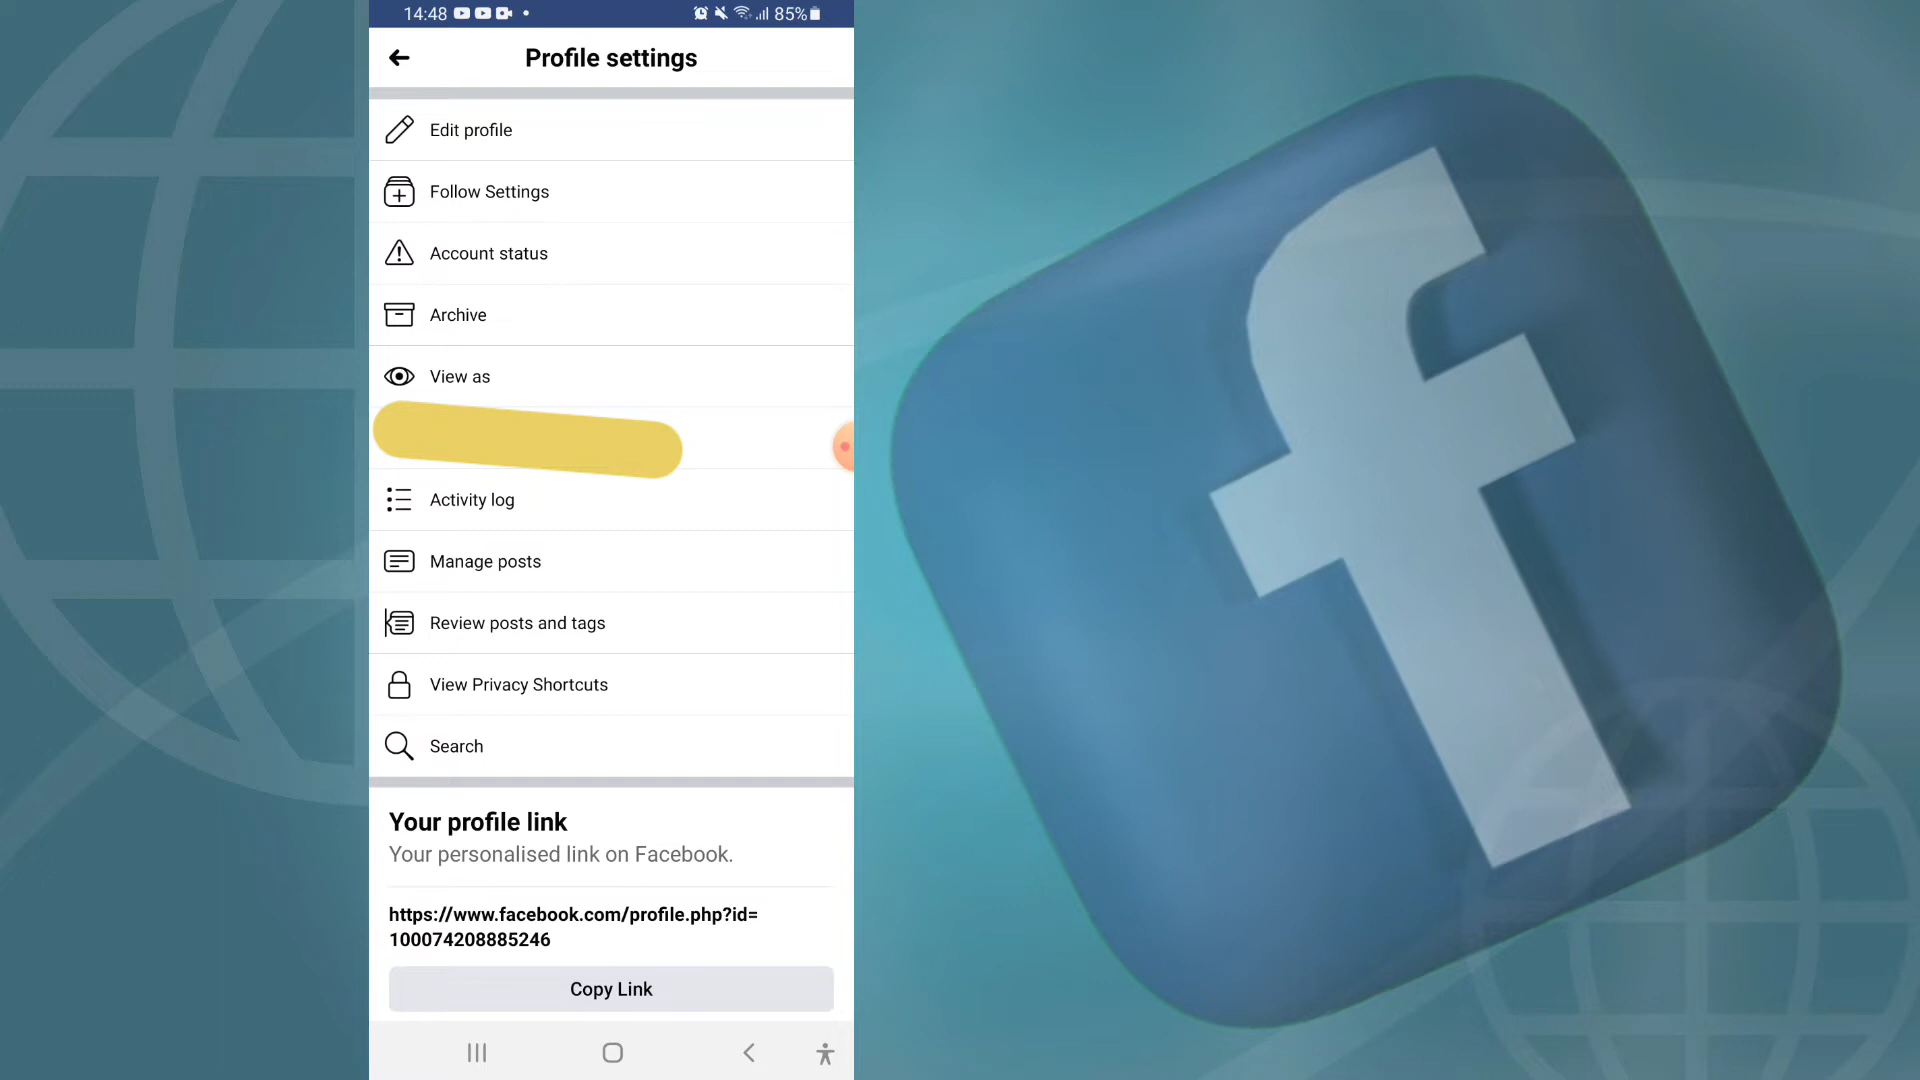 14:48 85%
Profile settings
Edit profile
Follow Settings
Account status
Archive
View as
Activity log
Manage posts
Review posts and tags
View Privacy Shortcuts
Search
Your profile link
Your personalised link on Facebook.
https://www.facebook.com/profile.php?id=
100074208885246
Copy Link
f